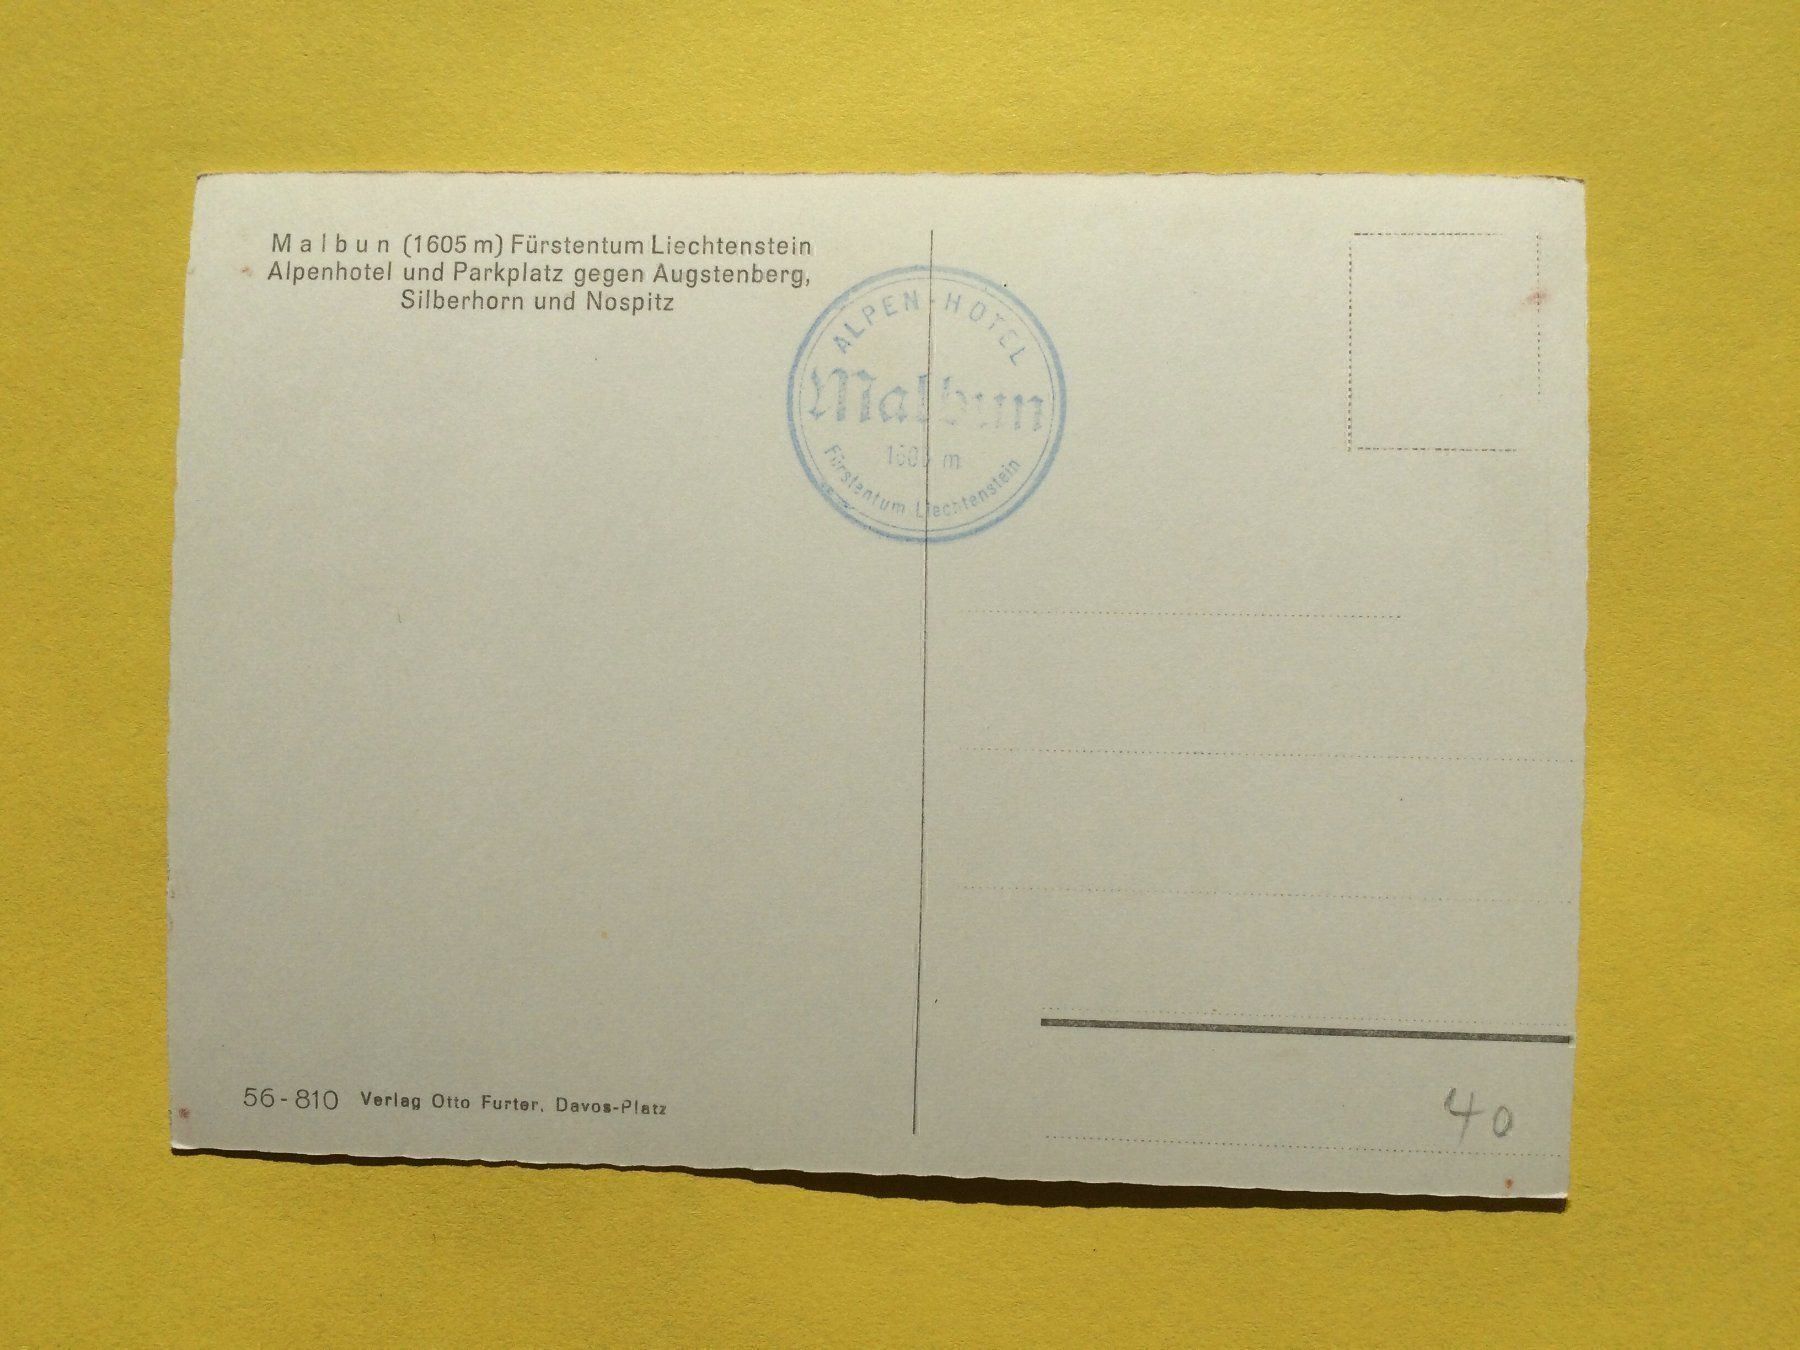 Malbun (1605 m) Fürstentum Liechtenstein
Alpenhotel und Parkplatz gegen Augstenberg,
Silberhorn und Nospitz
ALPEN-HOTEL
Malbun
m
Fürstentum Liechtenstein
56-810 Verlag Otto Furter, Davos-Platz
40